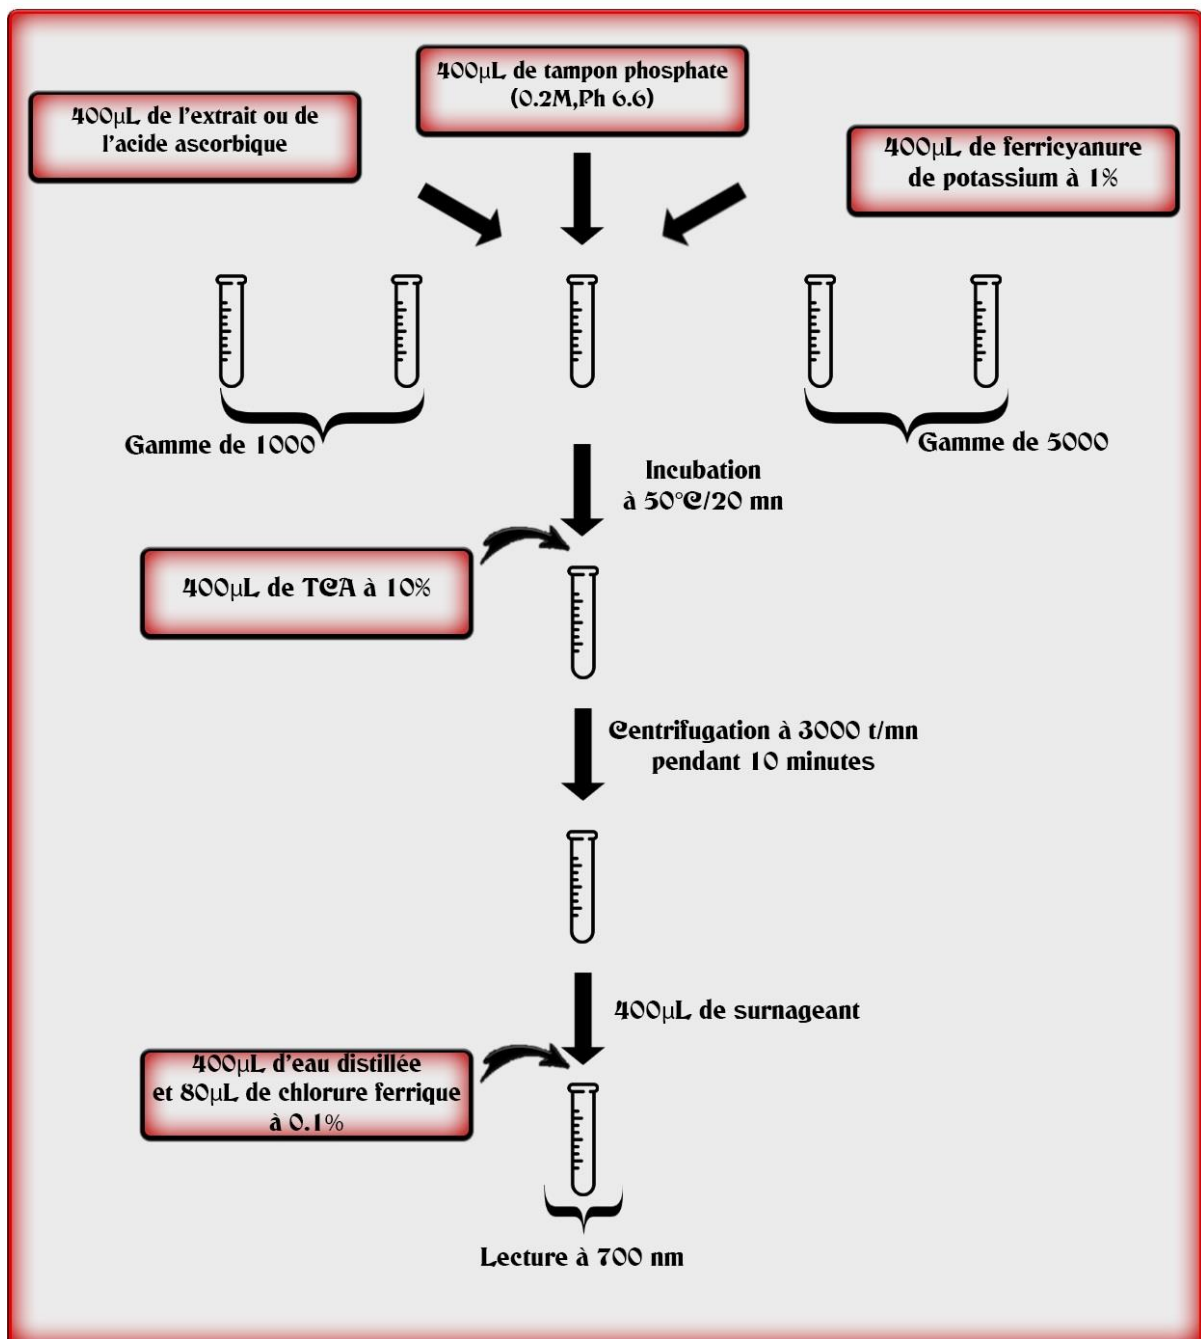 400µL de tampon phosphate
(0.2M,Ph 6.6)
400µL de l'extrait ou de
l'acide ascorbique
400µL de ferricyanure
de potassium à 1%
Gamme de 1000
Gamme de 5000
Incubation
à 50°C/20 mn
400µL de TCA à 10%
Centrifugation à 3000 t/mn
pendant 10 minutes
400µL de surnageant
400µL d'eau distillée
et 80µL de chlorure ferrique
à 0.1%
Lecture à 700 nm